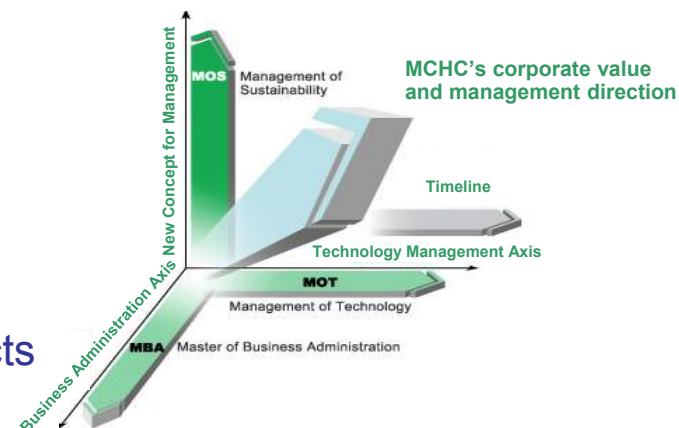 New Concept for Management
MOS
Management of
Sustainability
MCHC's corporate value
and management direction
Timeline
Technology Management Axis
MOT
Management of Technology
Business Administration Axis
MBA
Master of Business Administration